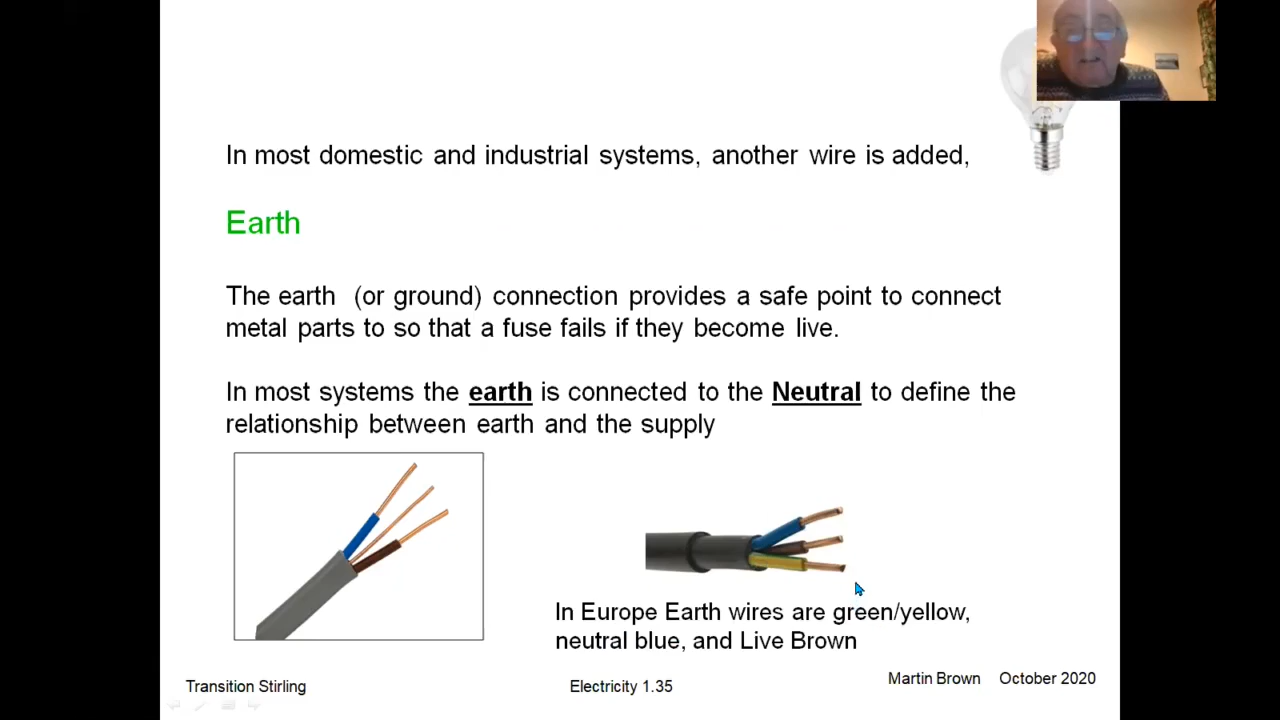 In most domestic and industrial systems, another wire is added,
Earth
The earth (or ground) connection provides a safe point to connect
metal parts to so that a fuse fails if they become live.
In most systems the earth is connected to the Neutral to define the
relationship between earth and the supply
In Europe Earth wires are green/yellow,
neutral blue, and Live Brown
Transition Stirling
Electricity 1.35
Martin Brown October 2020